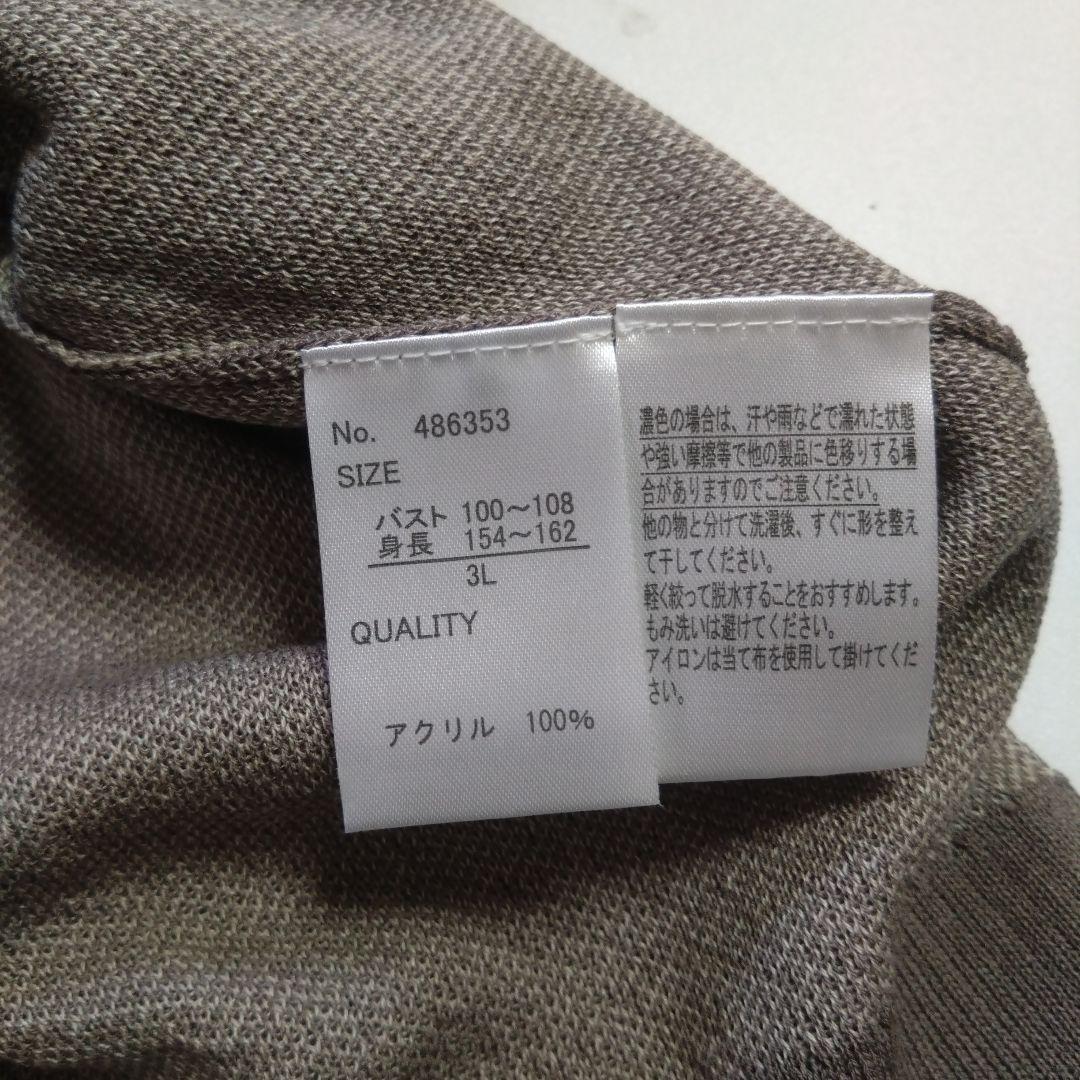 No. 486353
SIZE
バスト 100～108
身長 154～162
3L
QUALITY
アクリル 100%
濃色の場合は、汗や雨などで濡れた状態
や強い摩擦等で他の製品に色移りする場
合がありますのでご注意ください。
他の物と分けて洗濯後、すぐに形を整え
て干してください。
軽く絞って脱水することをおすすめします。
もみ洗いは避けてください。
アイロンは当て布を使用して掛けてくだ
さい。